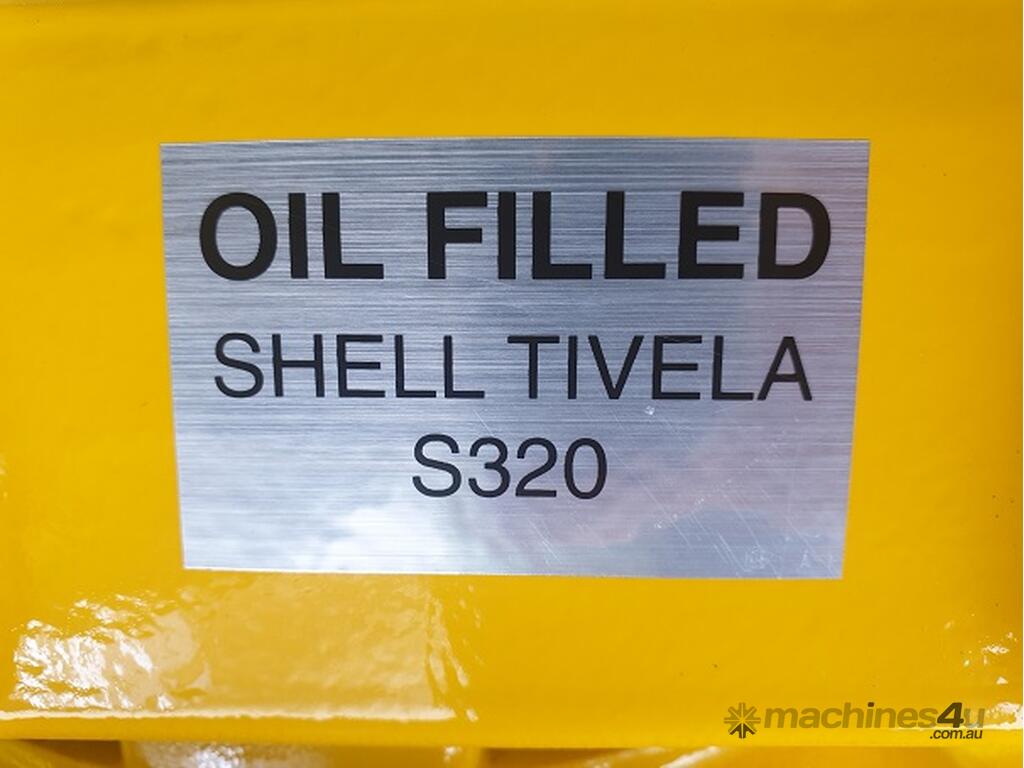 OIL FILLED
SHELL TIVELA
S320
machines4u
.com.au